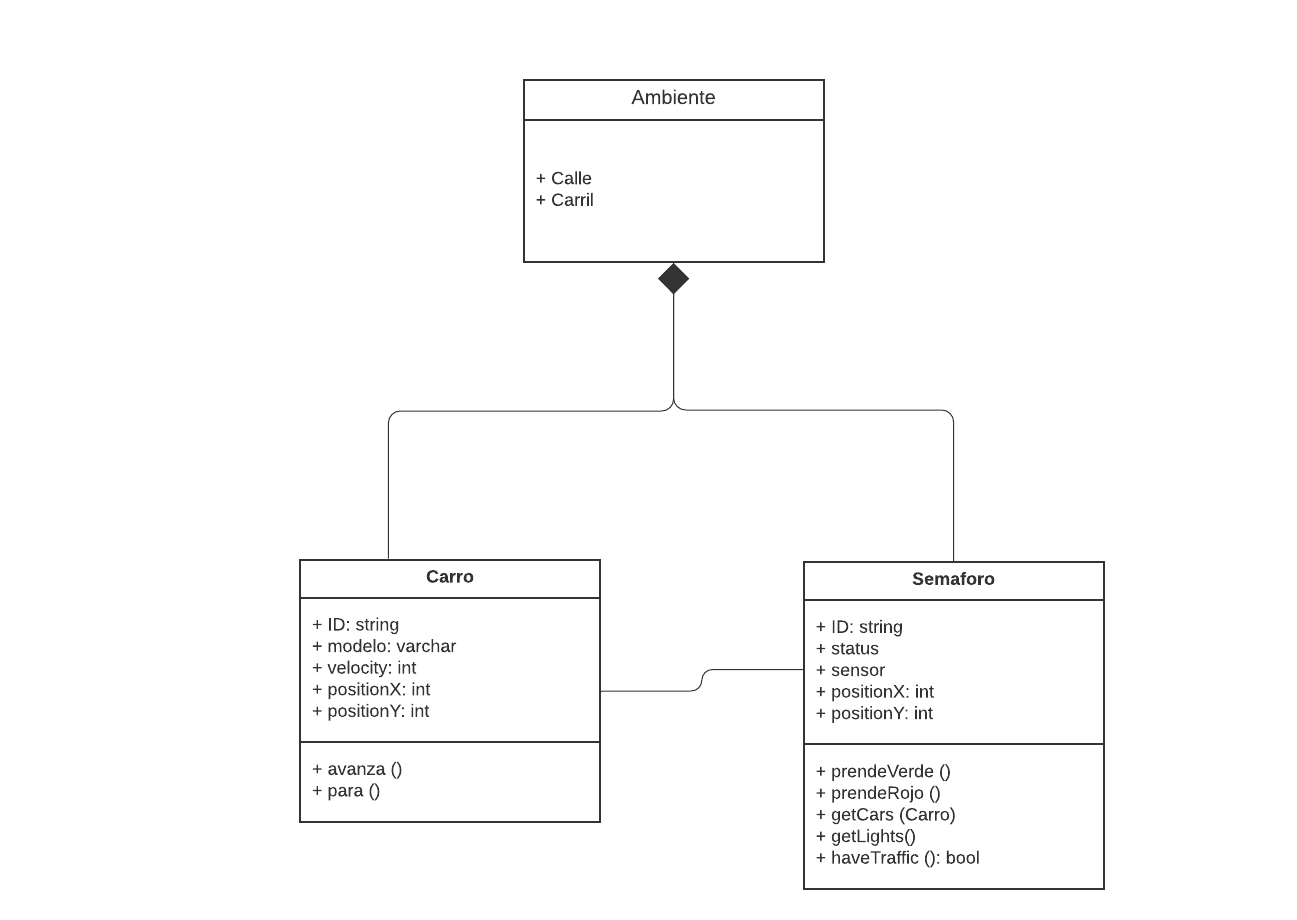 Ambiente
+ Calle
+ Carril
Carro
+ ID: string
+ modelo: varchar
+ velocity: int
+ positionX: int
+ positionY: int
+ avanza ()
+ para ()
Semaforo
+ ID: string
+ status
+ sensor
+ positionX: int
+ positionY: int
+ prendeVerde ()
+ prendeRojo ()
+ getCars (Carro)
+ getLights()
+ haveTraffic (): bool